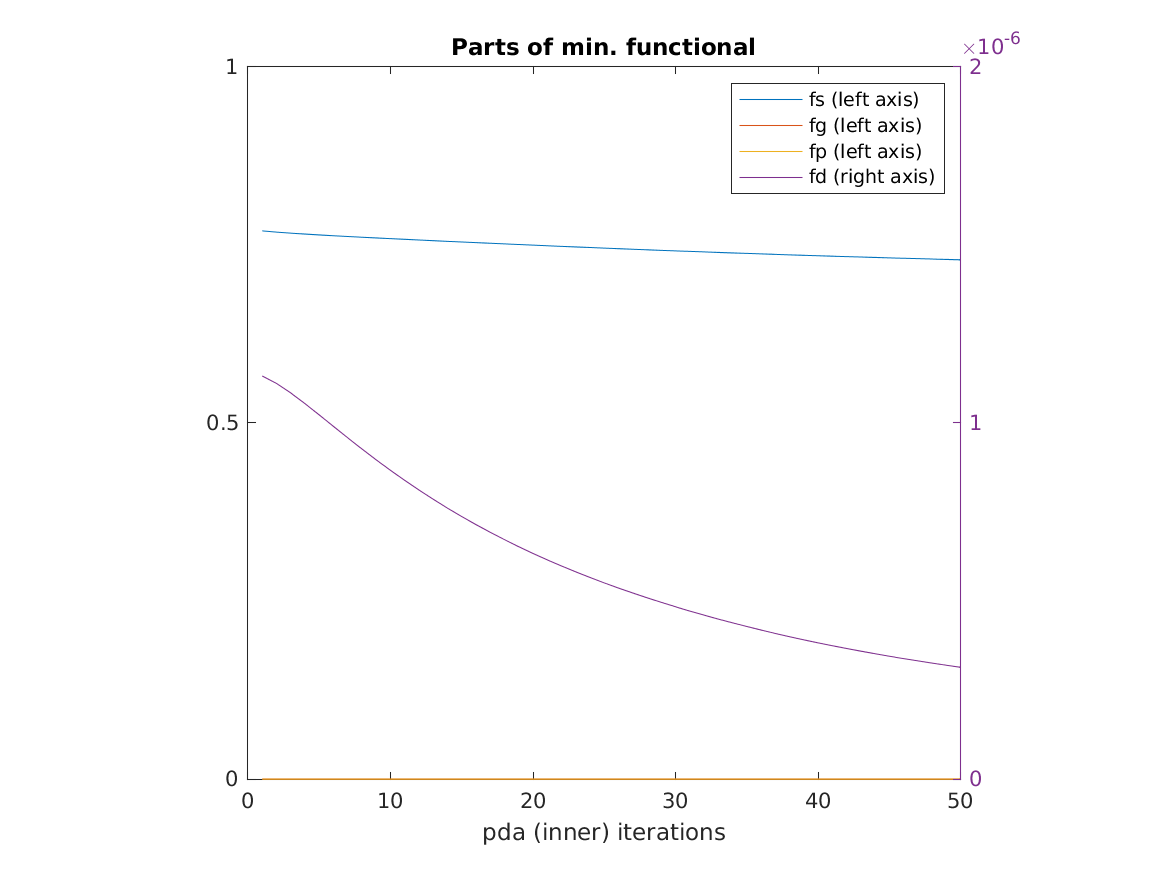 Parts of min. functional
×10-6
1
2
fs (left axis)
fg (left axis)
fp (left axis)
fd (right axis)
0.5
1
0
0
0 10 20 30 40 50
pda (inner) iterations